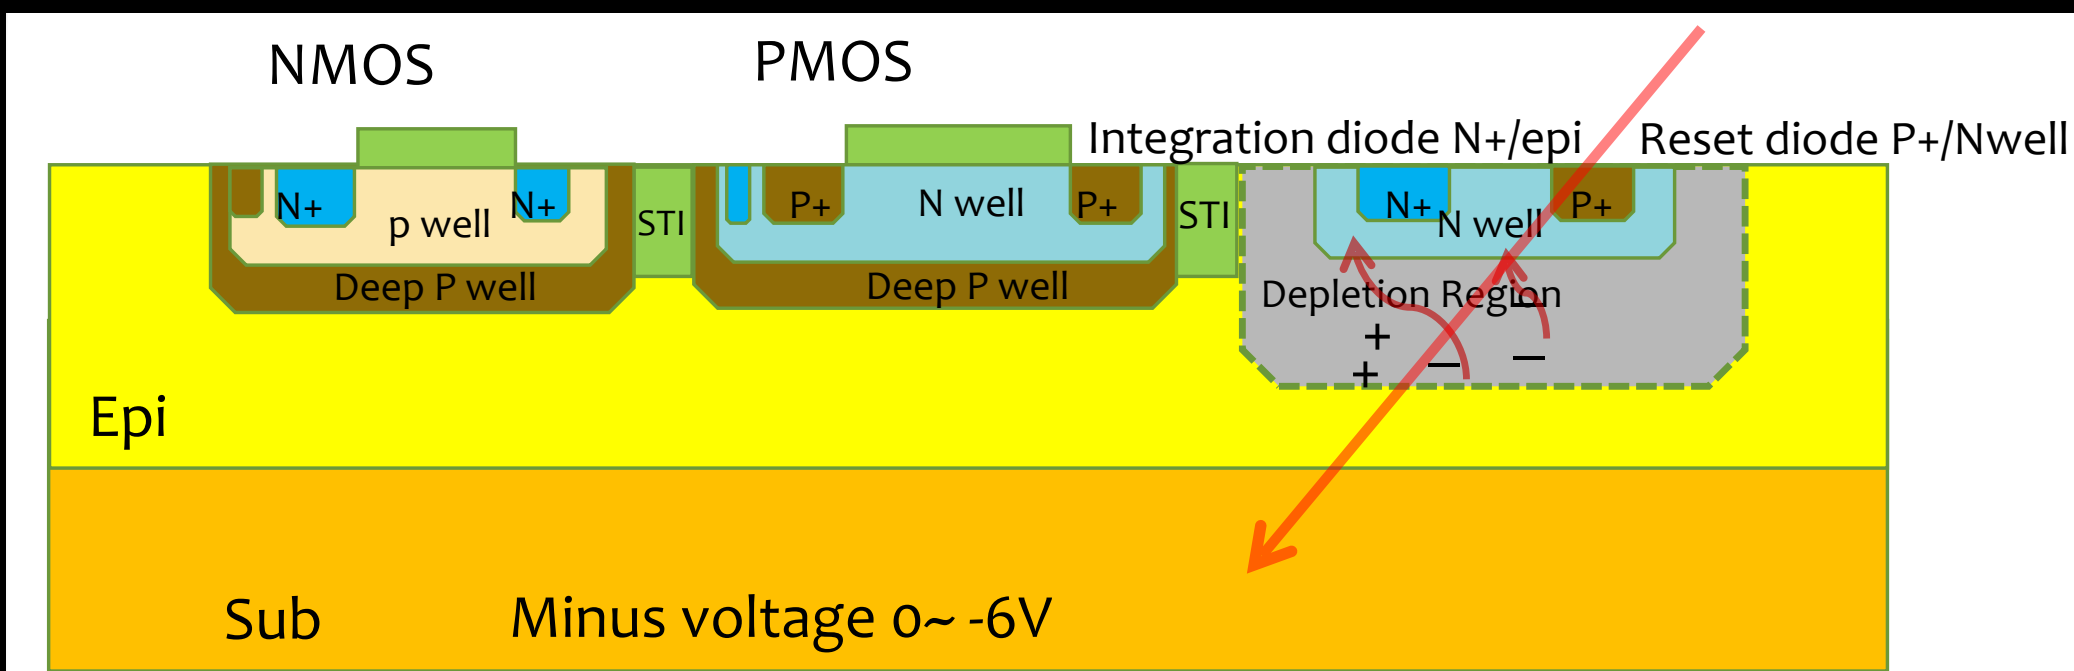 NMOS
PMOS
Integration diode N+/epi
Reset diode P+/Nwell
N+
p well
N+
STI
P+
N well
P+
STI
N+
N well
P+
Deep P well
Deep P well
Depletion Region
+
+
−
−
−
Epi
Sub
Minus voltage 0~ -6V